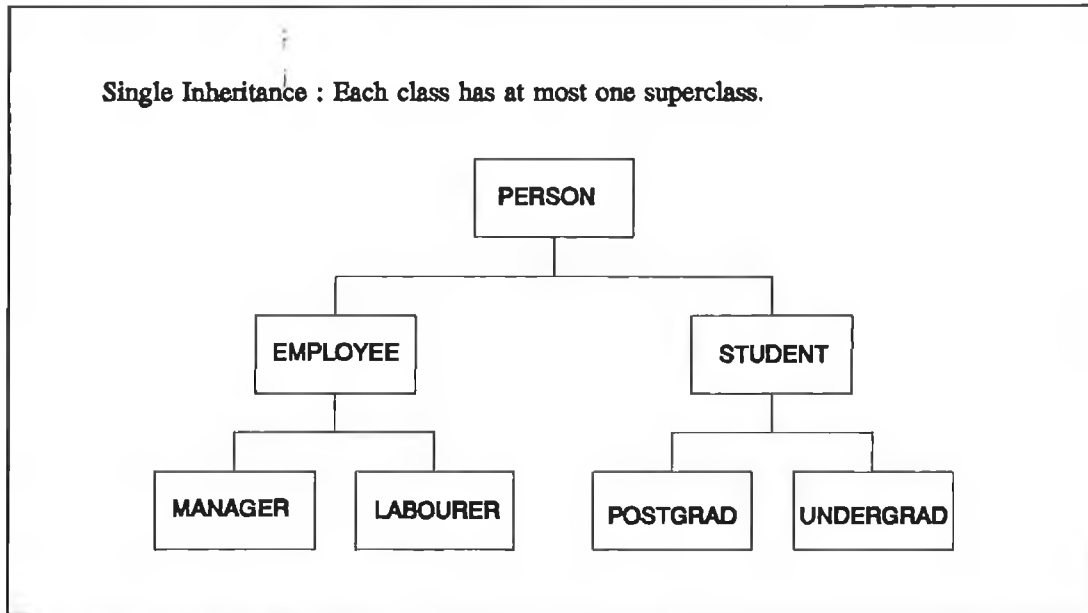 Single Inheritance : Each class has at most one superclass.
PERSON
EMPLOYEE
STUDENT
MANAGER
LABOURER
POSTGRAD
UNDERGRAD